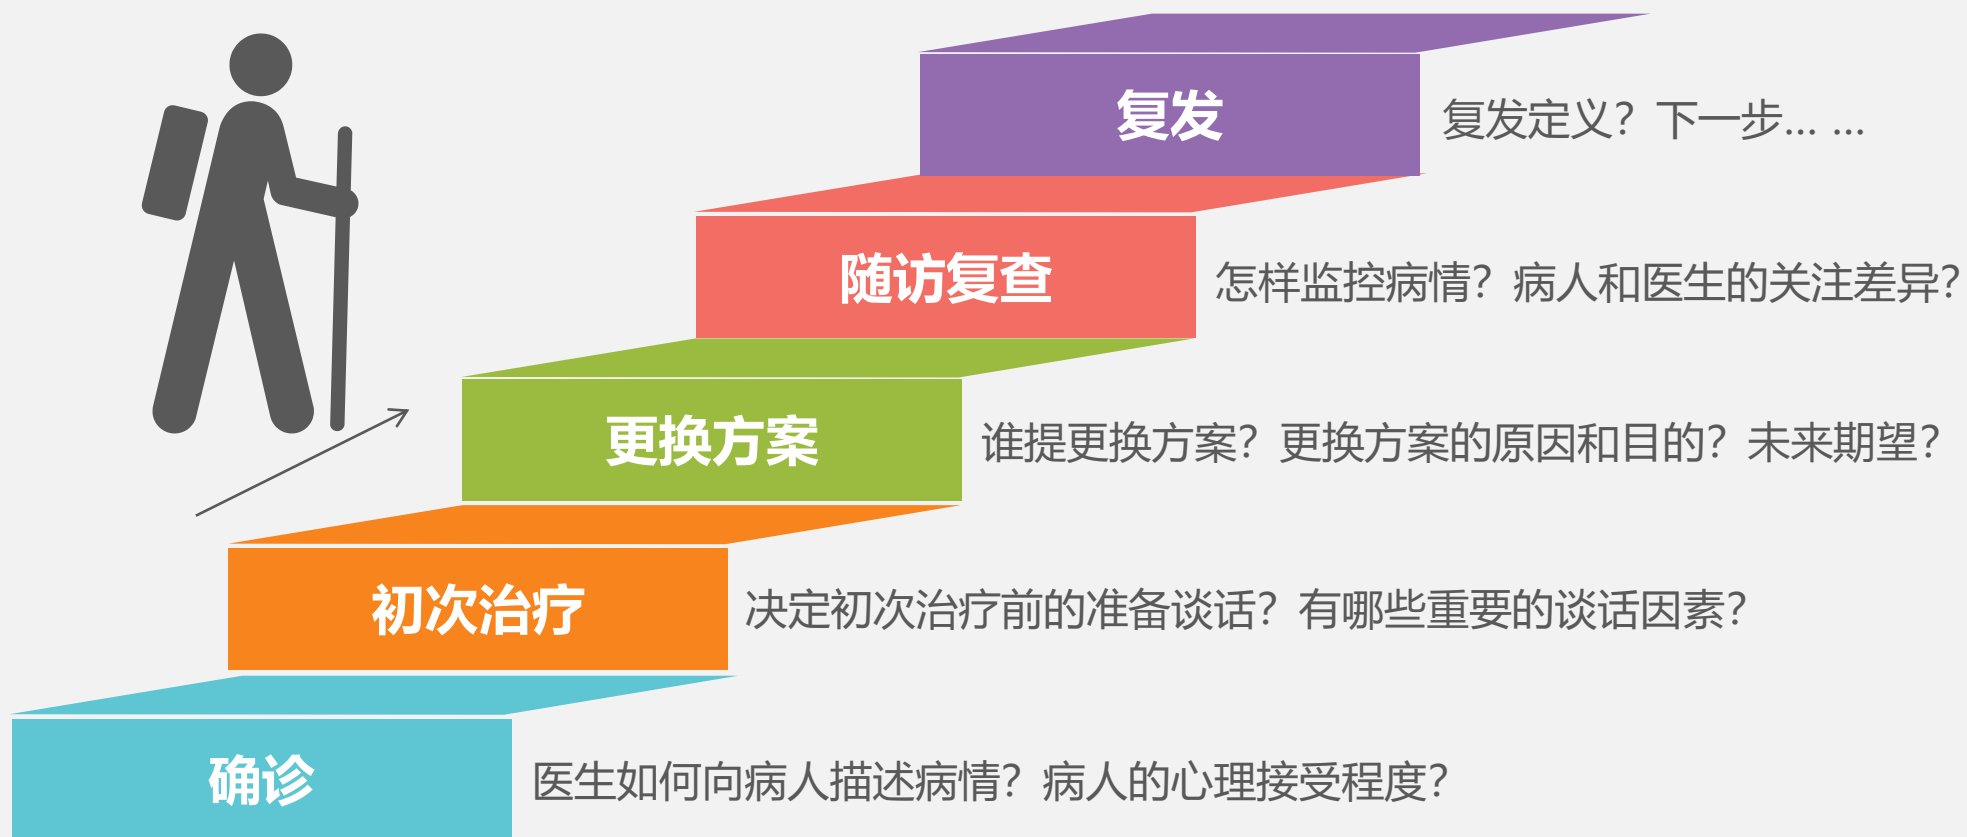 复发
复发定义？下一步... ...
随访复查
怎样监控病情？病人和医生的关注差异？
更换方案
谁提更换方案？更换方案的原因和目的？未来期望？
初次治疗
决定初次治疗前的准备谈话？有哪些重要的谈话因素？
确诊
医生如何向病人描述病情？病人的心理接受程度？